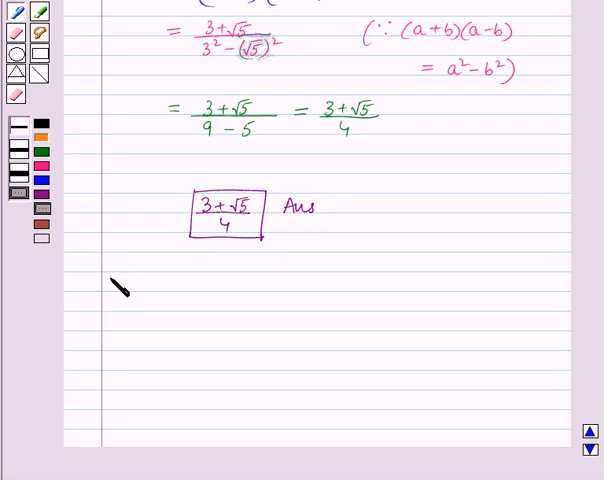 = 3+√5 / 3² − (√5)² (∵ (a+b)(a-b)
= a² − b²)
= 3+√5 / 9 − 5 = 3+√5 / 4
3+√5 / 4 Ans